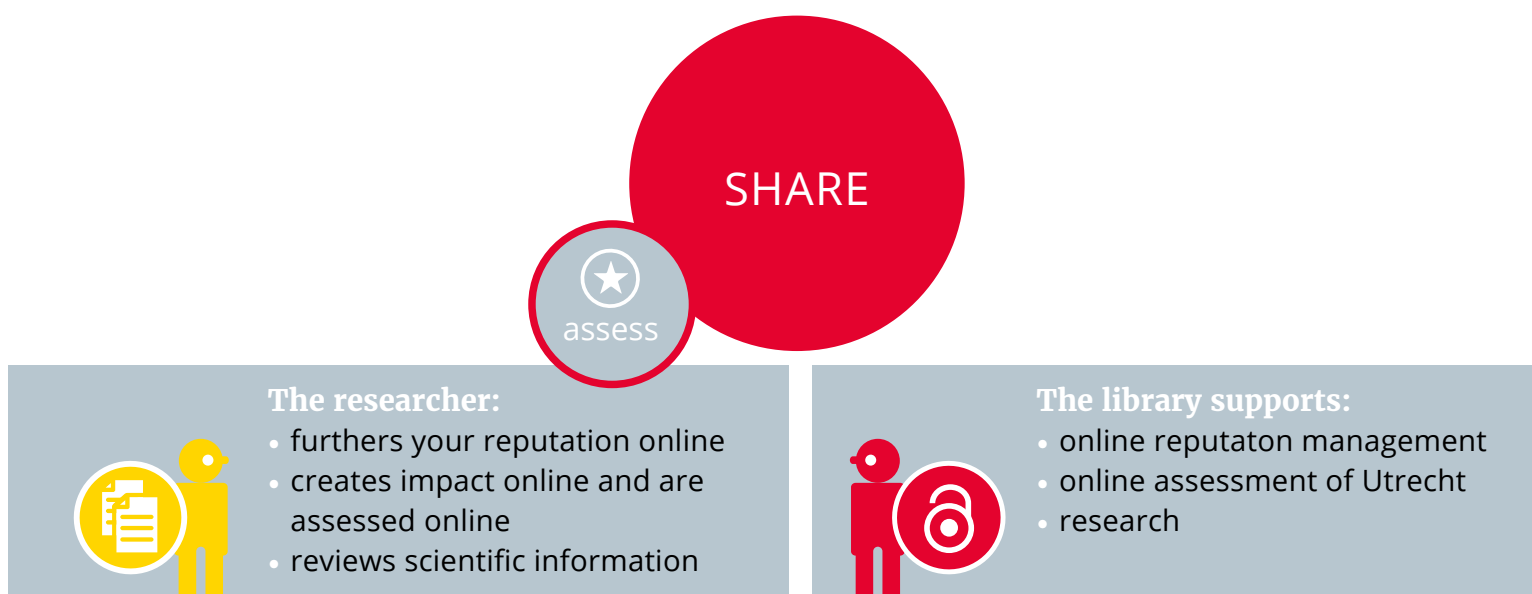 SHARE
assess
The researcher:
• furthers your reputation online
• creates impact online and are
assessed online
• reviews scientific information
The library supports:
• online reputaton management
• online assessment of Utrecht
• research